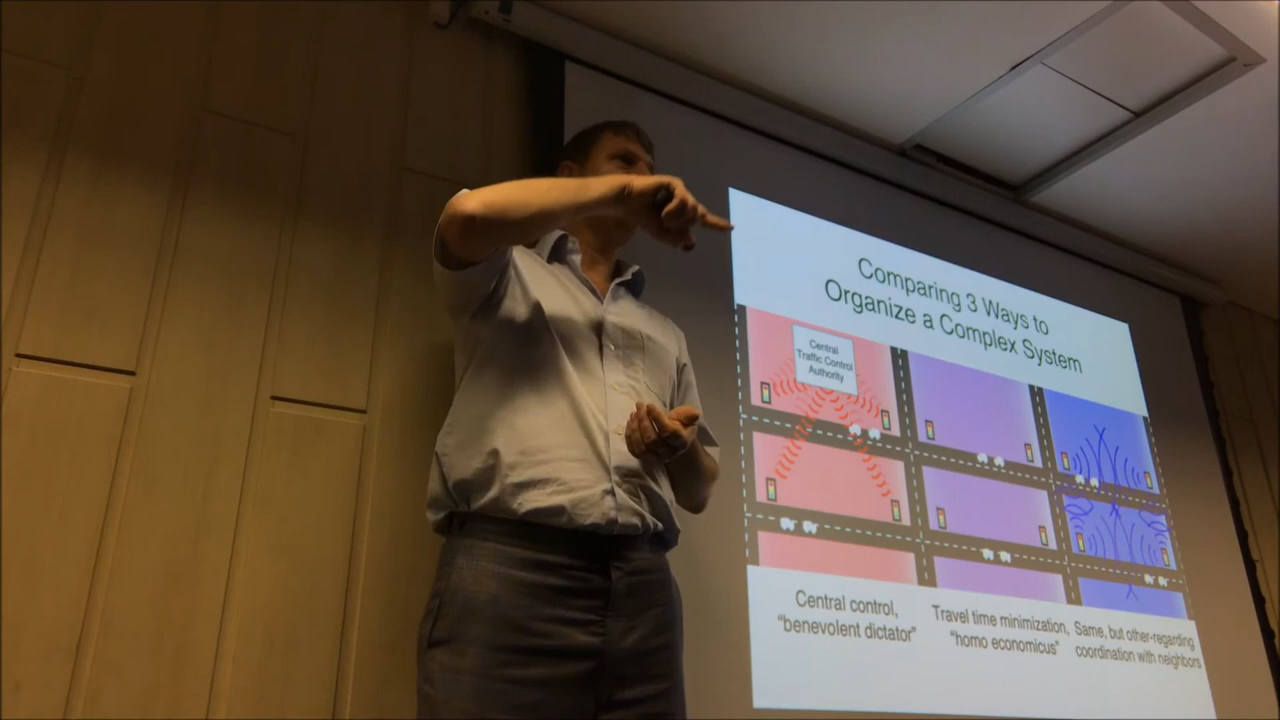 Comparing 3 Ways to
Organize a Complex System
Central
Traffic Control
Authority
Central control,
"benevolent dictator"
Travel time minimization,
"homo economicus"
Same, but other-regarding
coordination with neighbors